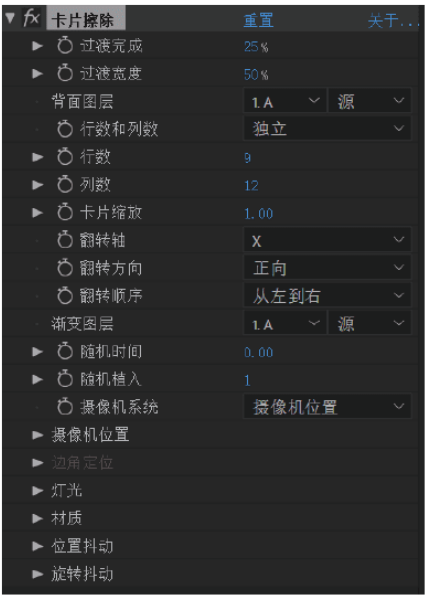 fx 卡片擦除 重置 关于...
过渡完成 25%
过渡宽度 50%
背面图层 1. A 源
行数和列数 独立
行数 9
列数 12
卡片缩放 1.00
翻转轴 X
翻转方向 正向
翻转顺序 从左到右
渐变图层 1. A 源
随机时间 0.00
随机植入 1
摄像机系统 摄像机位置
摄像机位置
边角定位
灯光
材质
位置抖动
旋转抖动